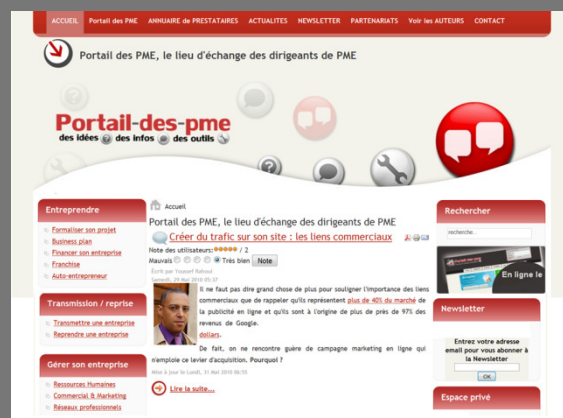 ACCUEIL Portail des PME ANNUAIRE de PRESTATAIRES ACTUALITES NEWSLETTER PARTENARIATS Voir les AUTEURS CONTACT
Portail des PME, le lieu d'échange des dirigeants de PME
Portail-des-pme
des idées des infos des outils
Entreprendre
Formaliser son projet
Business plan
Financer son entreprise
Franchise
Auto-entrepreneur
Transmission / reprise
Transmettre une entreprise
Reprendre une entreprise
Gérer son entreprise
Ressources Humaines
Commercial & Marketing
Réseaux professionnels
Accueil
Portail des PME, le lieu d'échange des dirigeants de PME
Créer du trafic sur son site : les liens commerciaux
Note des utilisateurs: / 2
Mauvais Très bien Note
Écrit par Youssef Rahoui
Samedi, 29 Mai 2010 05:37
Il ne faut pas dire grand chose de plus pour souligner l'importance des liens
commerciaux que de rappeler qu'ils représentent plus de 40% du marché de
la publicité en ligne et qu'ils sont à l'origine de plus de près de 97% des
revenus de Google.
dollars.
De fait, on ne rencontre guère de campagne marketing en ligne qui
n'emploie ce levier d'acquisition. Pourquoi ?
Mise à jour le Lundi, 31 Mai 2010 06:35
Lire la suite...
Rechercher
recherche...
En ligne le
Newsletter
Entrez votre adresse
email pour vous abonner à
la Newsletter
OK
Espace privé